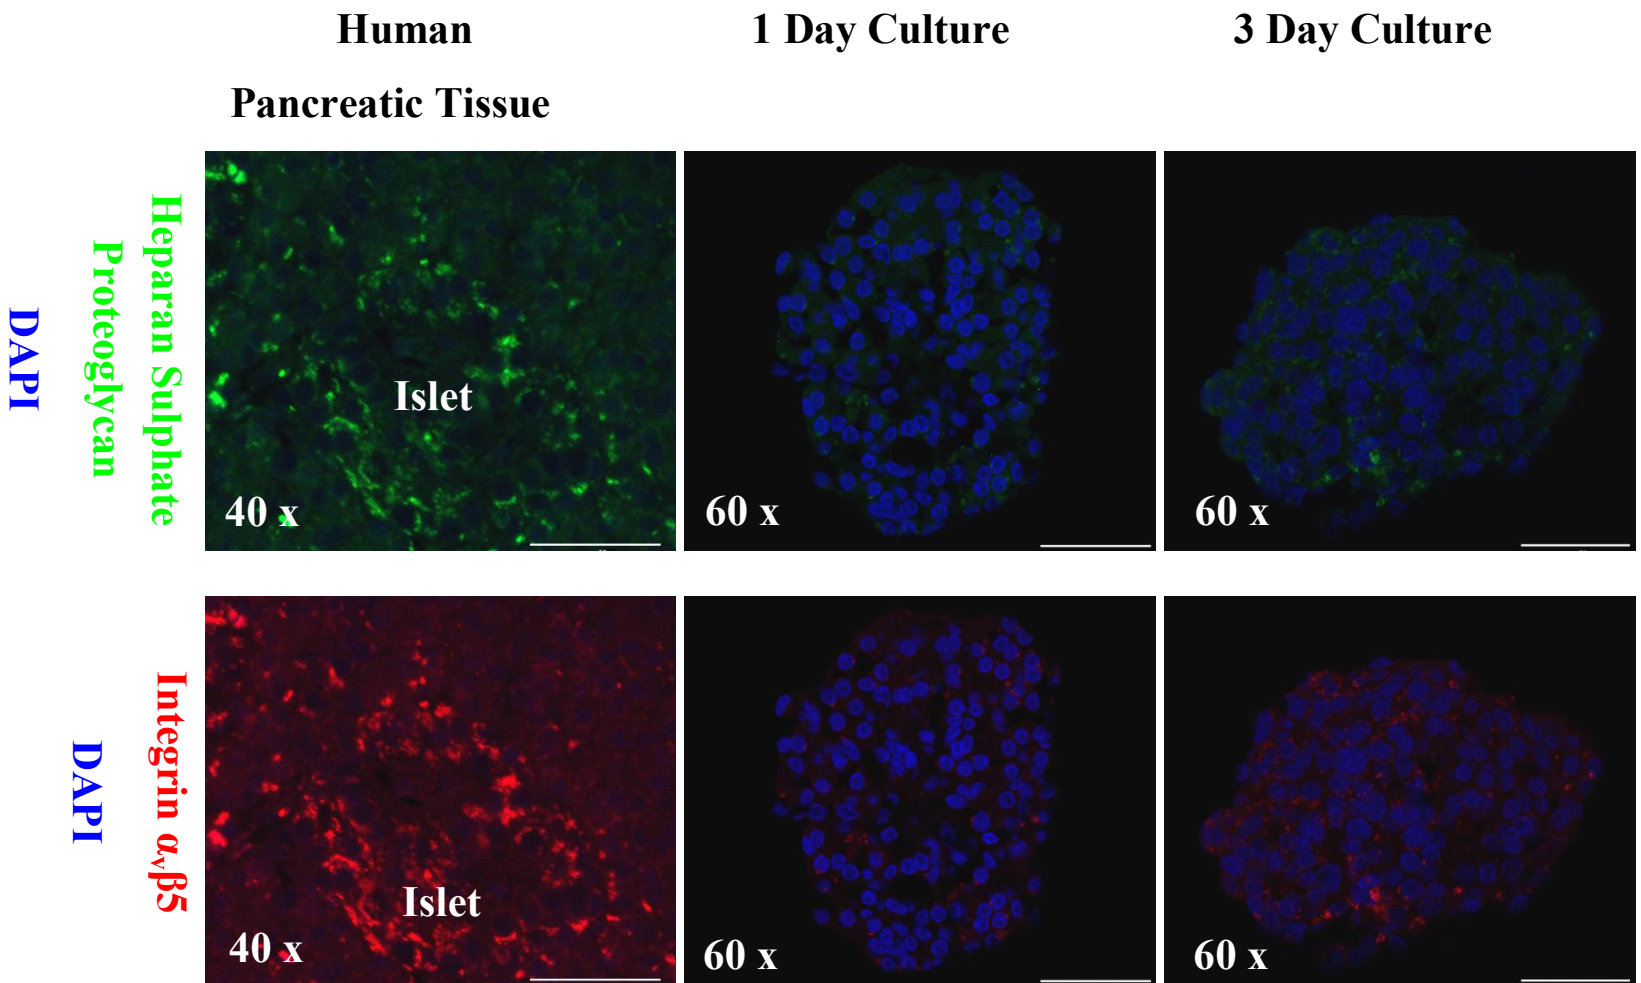 Human
Pancreatic Tissue
1 Day Culture
3 Day Culture
Heparan Sulphate
Proteoglycan
DAPI
Islet
40 x
60 x
60 x
Integrin αvβ5
DAPI
Islet
40 x
60 x
60 x